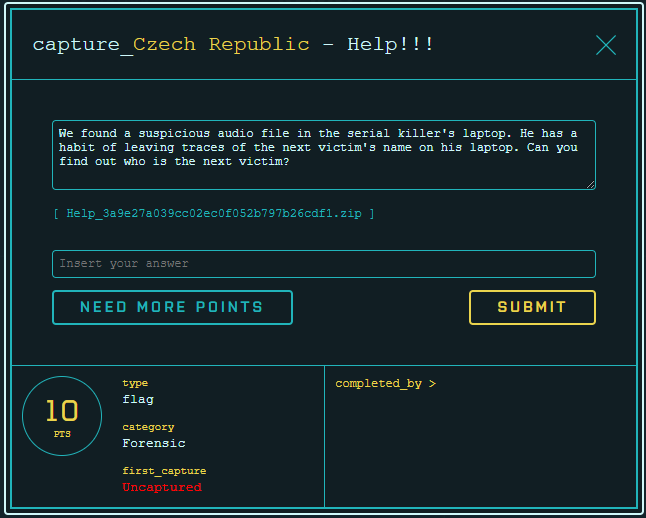 capture_Czech Republic - Help!!!
We found a suspicious audio file in the serial killer's laptop. He has a
habit of leaving traces of the next victim's name on his laptop. Can you
find out who is the next victim?
[ Help_3a9e27a039cc02ec0f052b797b26cdf1.zip ]
Insert your answer
NEED MORE POINTS
SUBMIT
10
PTS
type
flag
category
Forensic
first_capture
Uncaptured
completed_by >